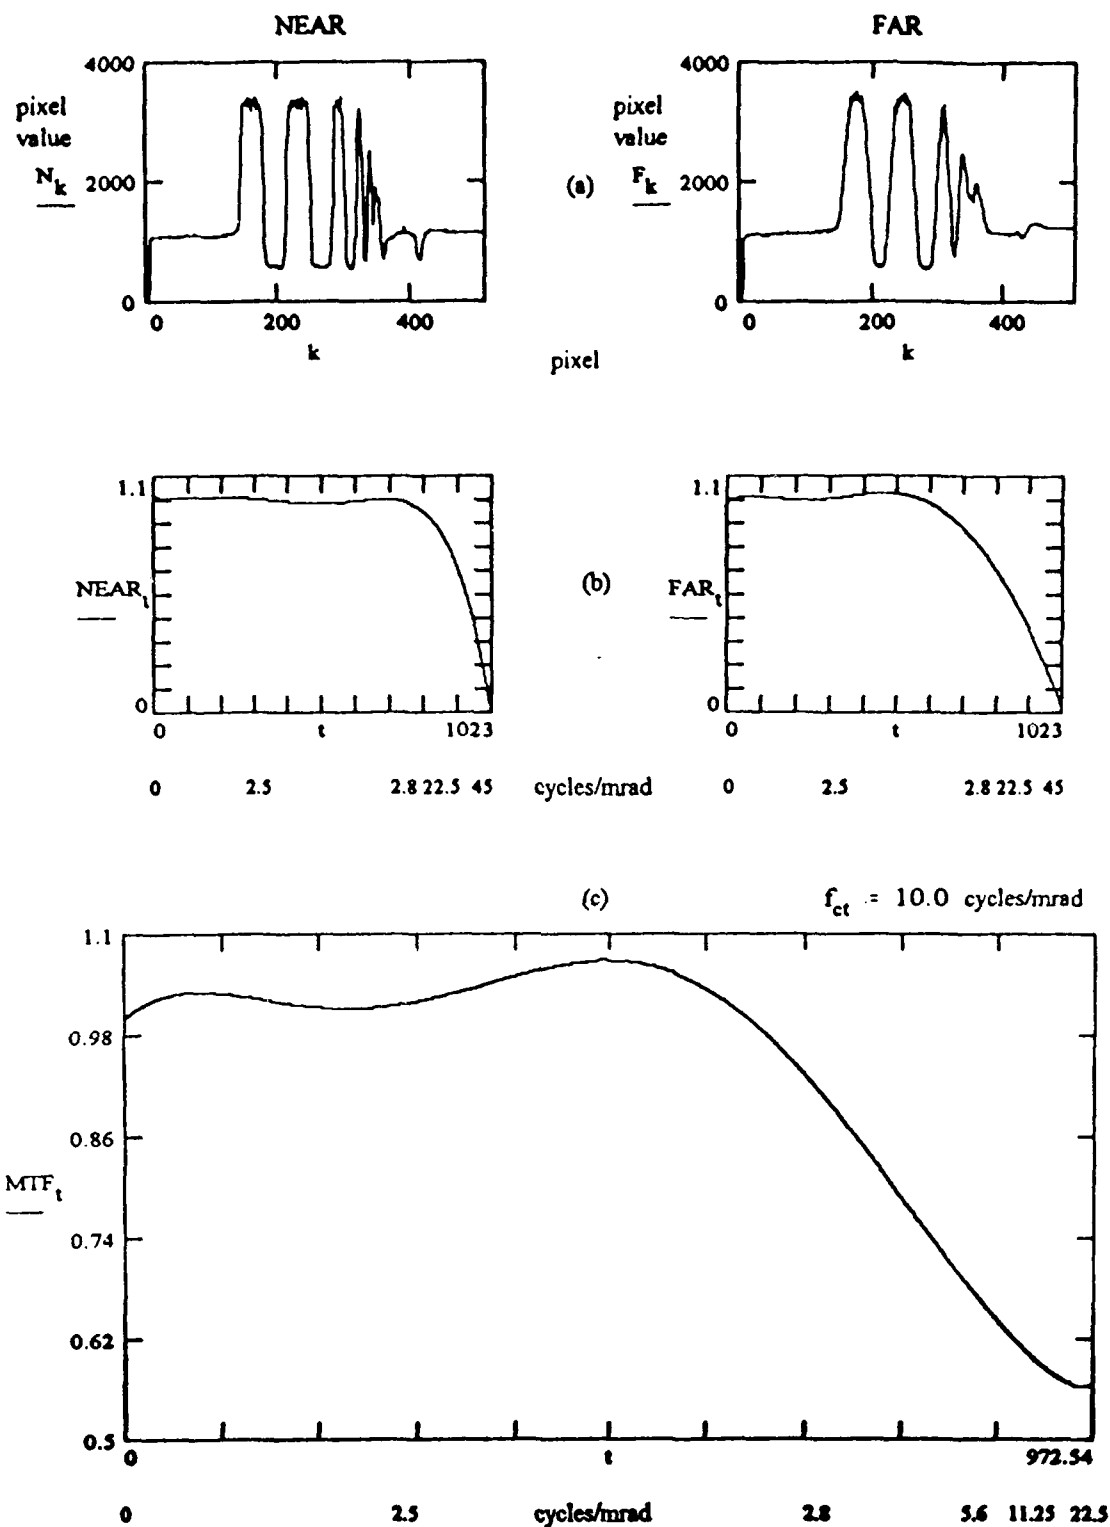 NEAR FAR
4000 4000
pixel pixel
value value
N_k 2000 (a) F_k 2000
0 0
0 200 400 0 200 400
k k
pixel
1.1 1.1
NEAR_t (b) FAR_t
0 0
0 t 1023 0 t 1023
0 2.5 2.8 22.5 45 cycles/mrad 0 2.5 2.8 22.5 45
(c) f_ct = 10.0 cycles/mrad
1.1
0.98
0.86
MTF_t
0.74
0.62
0.5
0 t 972.54
0 2.5 cycles/mrad 2.8 5.6 11.25 22.5